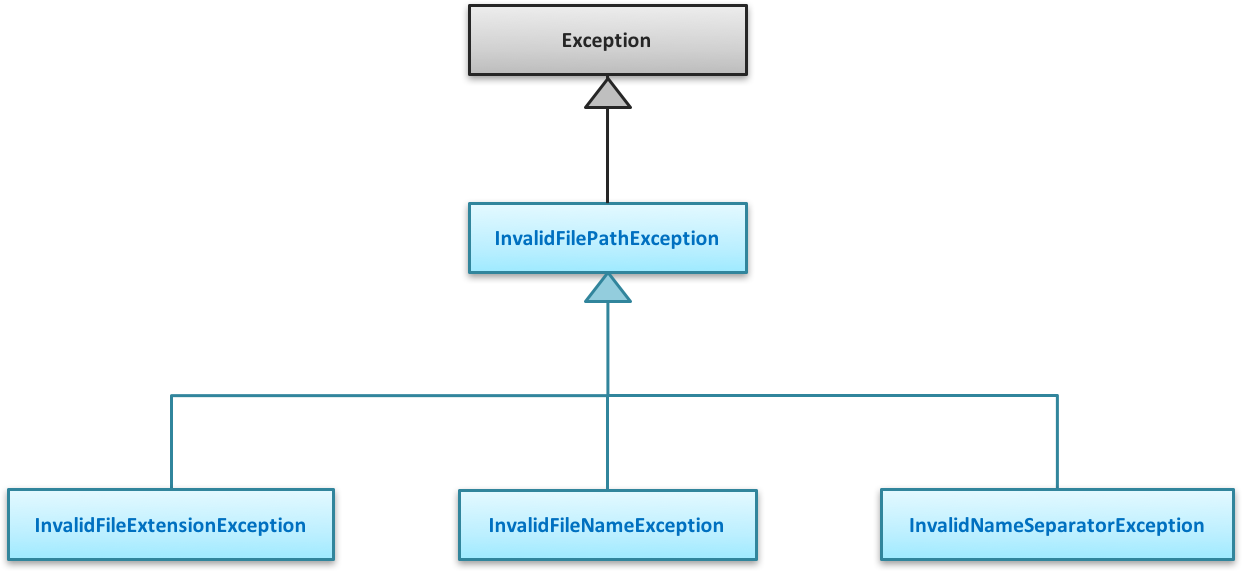 Exception
InvalidFilePathException
InvalidFileExtensionException
InvalidFileNameException
InvalidNameSeparatorException